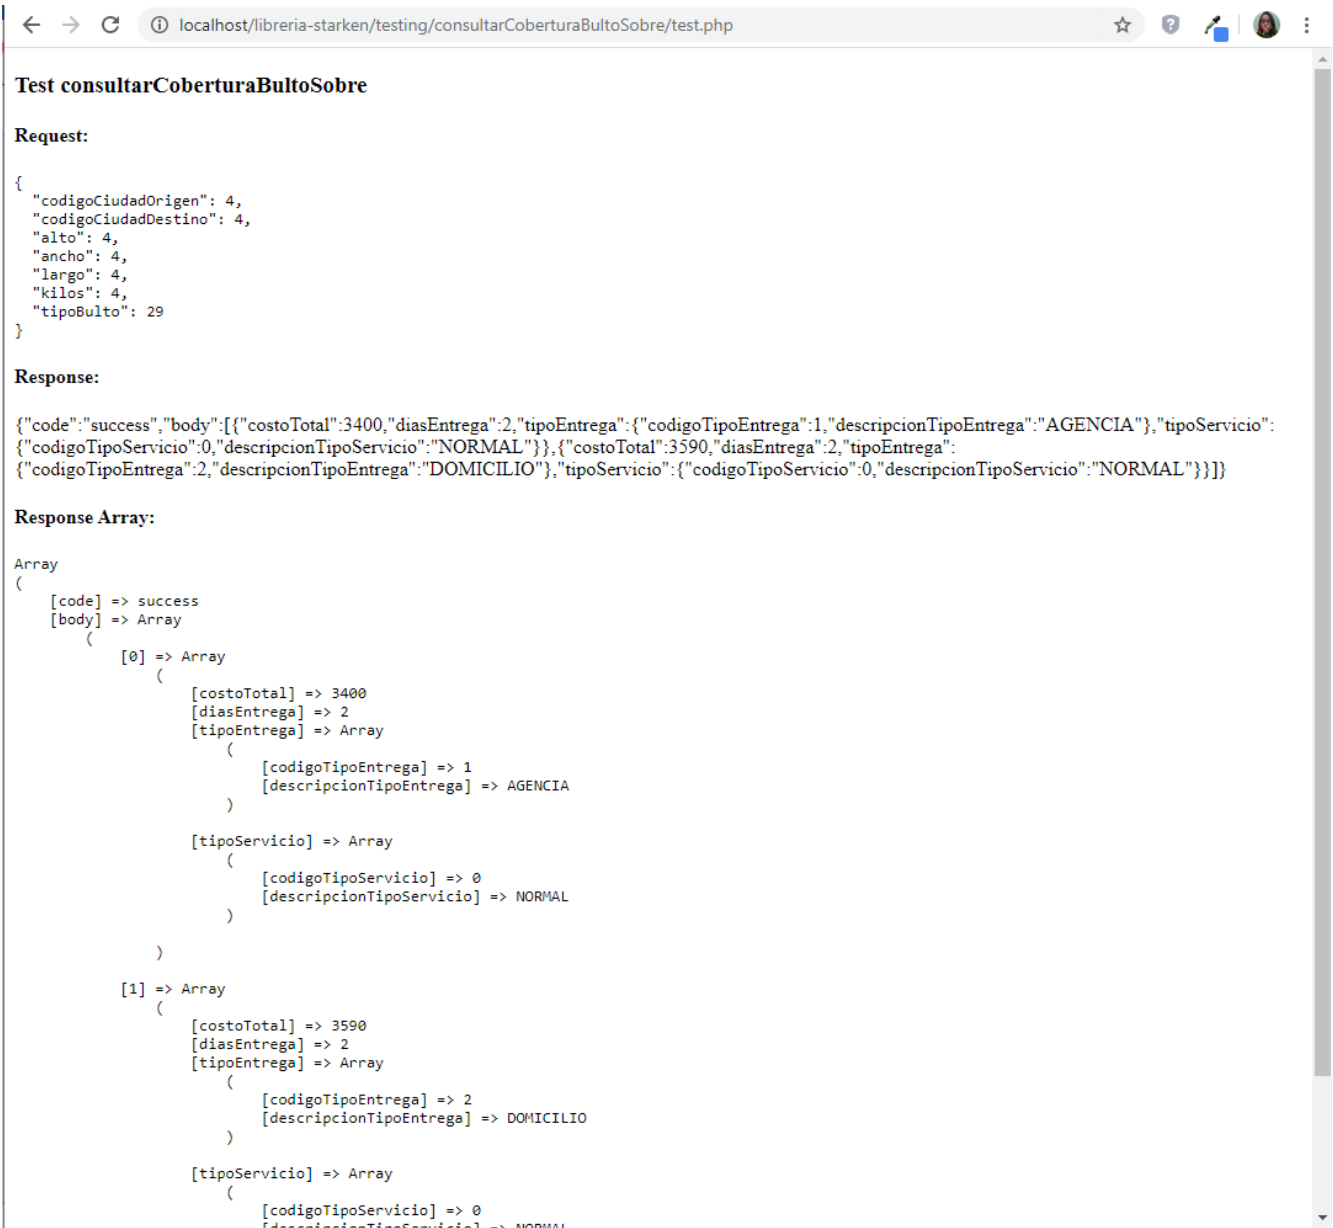 localhost/libreria-starken/testing/consultarCoberturaBultoSobre/test.php
Test consultarCoberturaBultoSobre
Request:
{
  "codigoCiudadOrigen": 4,
  "codigoCiudadDestino": 4,
  "alto": 4,
  "ancho": 4,
  "largo": 4,
  "kilos": 4,
  "tipoBulto": 29
}
Response:
{"code":"success","body":[{"costoTotal":3400,"diasEntrega":2,"tipoEntrega":{"codigoTipoEntrega":1,"descripcionTipoEntrega":"AGENCIA"},"tipoServicio":
{"codigoTipoServicio":0,"descripcionTipoServicio":"NORMAL"}},{"costoTotal":3590,"diasEntrega":2,"tipoEntrega":
{"codigoTipoEntrega":2,"descripcionTipoEntrega":"DOMICILIO"},"tipoServicio":{"codigoTipoServicio":0,"descripcionTipoServicio":"NORMAL"}}]}
Response Array:
Array
(
    [code] => success
    [body] => Array
        (
            [0] => Array
                (
                    [costoTotal] => 3400
                    [diasEntrega] => 2
                    [tipoEntrega] => Array
                        (
                            [codigoTipoEntrega] => 1
                            [descripcionTipoEntrega] => AGENCIA
                        )
                    [tipoServicio] => Array
                        (
                            [codigoTipoServicio] => 0
                            [descripcionTipoServicio] => NORMAL
                        )
                )
            [1] => Array
                (
                    [costoTotal] => 3590
                    [diasEntrega] => 2
                    [tipoEntrega] => Array
                        (
                            [codigoTipoEntrega] => 2
                            [descripcionTipoEntrega] => DOMICILIO
                        )
                    [tipoServicio] => Array
                        (
                            [codigoTipoServicio] => 0
                            [descripcionTipoServicio] => NORMAL